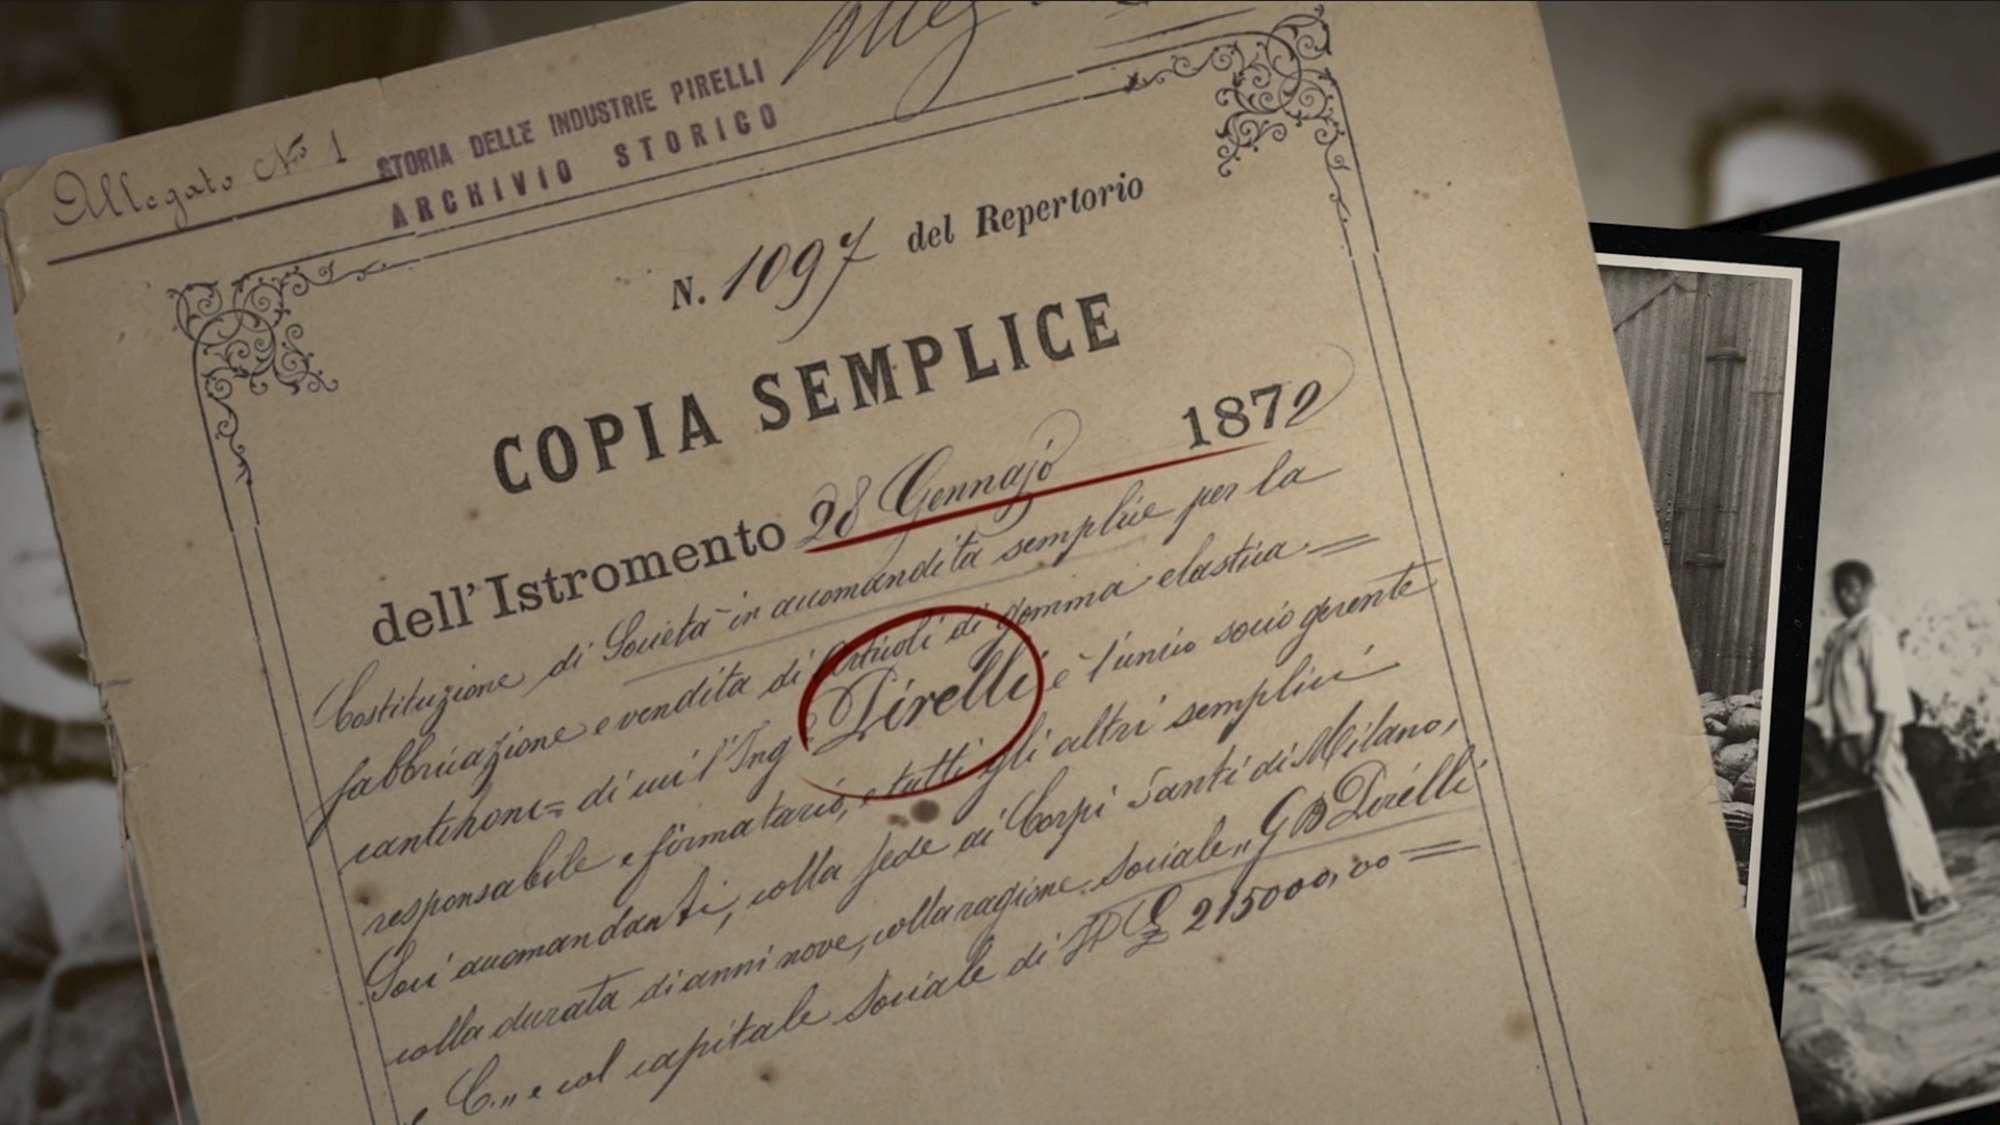 Allegato N° 1
STORIA DELLE INDUSTRIE PIRELLI
ARCHIVIO STORICO
N. 1097 del Repertorio
COPIA SEMPLICE
dell'Istromento 28 Gennajo 1872
Costituzione di Società in accomandita semplice per la
fabbricazione e vendita di articoli di gomma elastica
di cui l'Ing.e Pirelli è l'unico socio gerente
responsabile e firmatario, e tutti gli altri semplici
Soci accomandanti, colla sede ai Corpi Santi di Milano,
colla durata di anni nove, colla ragione sociale „G B Pirelli
e C.„ e col capitale sociale di £ 215000,00